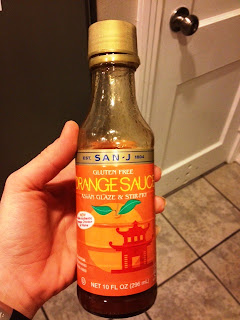 EST. SAN-J 1804
GLUTEN FREE
ORANGE SAUCE
ASIAN GLAZE & STIR FRY
NET 10 FL OZ (296 mL)